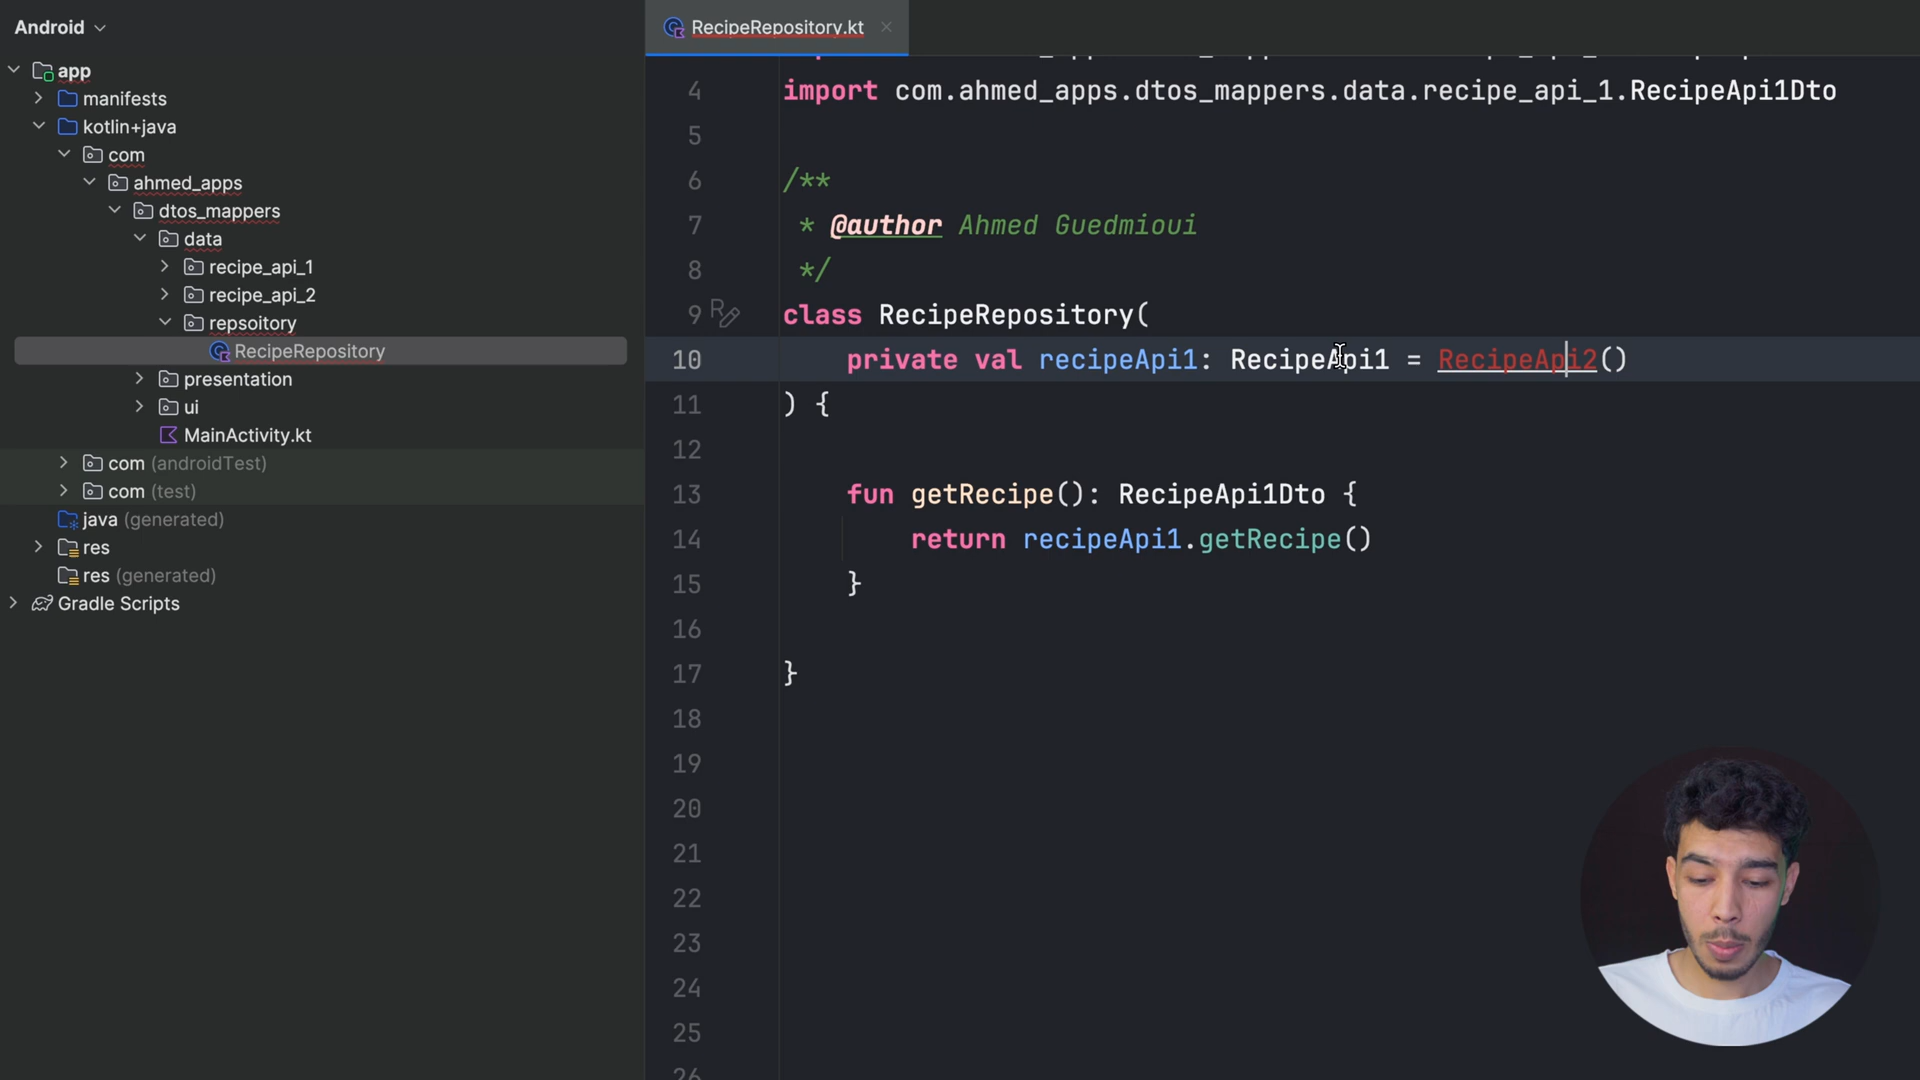 Android
app
manifests
kotlin+java
com
ahmed_apps
dtos_mappers
data
recipe_api_1
recipe_api_2
repsoitory
RecipeRepository
presentation
ui
MainActivity.kt
com (androidTest)
com (test)
java (generated)
res
res (generated)
Gradle Scripts
RecipeRepository.kt
4 import com.ahmed_apps.dtos_mappers.data.recipe_api_1.RecipeApi1Dto
5
6 /**
7 * @author Ahmed Guedmioui
8 */
9 class RecipeRepository(
10 private val recipeApi1: RecipeApi1 = RecipeApi2()
11 ) {
12
13 fun getRecipe(): RecipeApi1Dto {
14 return recipeApi1.getRecipe()
15 }
16
17 }
18
19
20
21
22
23
24
25
26